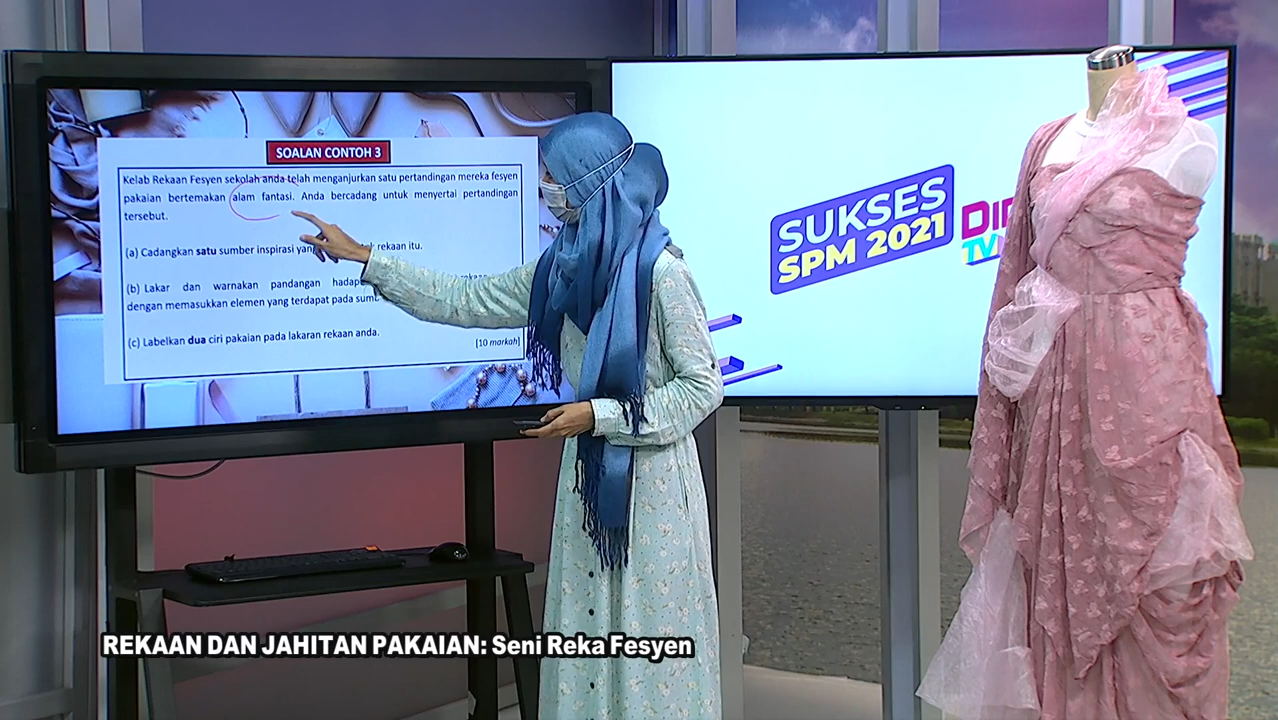 SOALAN CONTOH 3
Kelab Rekaan Fesyen sekolah anda telah menganjurkan satu pertandingan mereka fesyen
pakaian bertemakan alam fantasi. Anda bercadang untuk menyertai pertandingan
tersebut.
(a) Cadangkan satu sumber inspirasi rekaan itu.
(b) Lakar dan warnakan pandangan
dengan memasukkan elemen yang terdapat pada
(c) Labelkan dua ciri pakaian pada lakaran rekaan anda.
[10 markah]
SUKSES
SPM 2021
TV
REKAAN DAN JAHITAN PAKAIAN: Seni Reka Fesyen